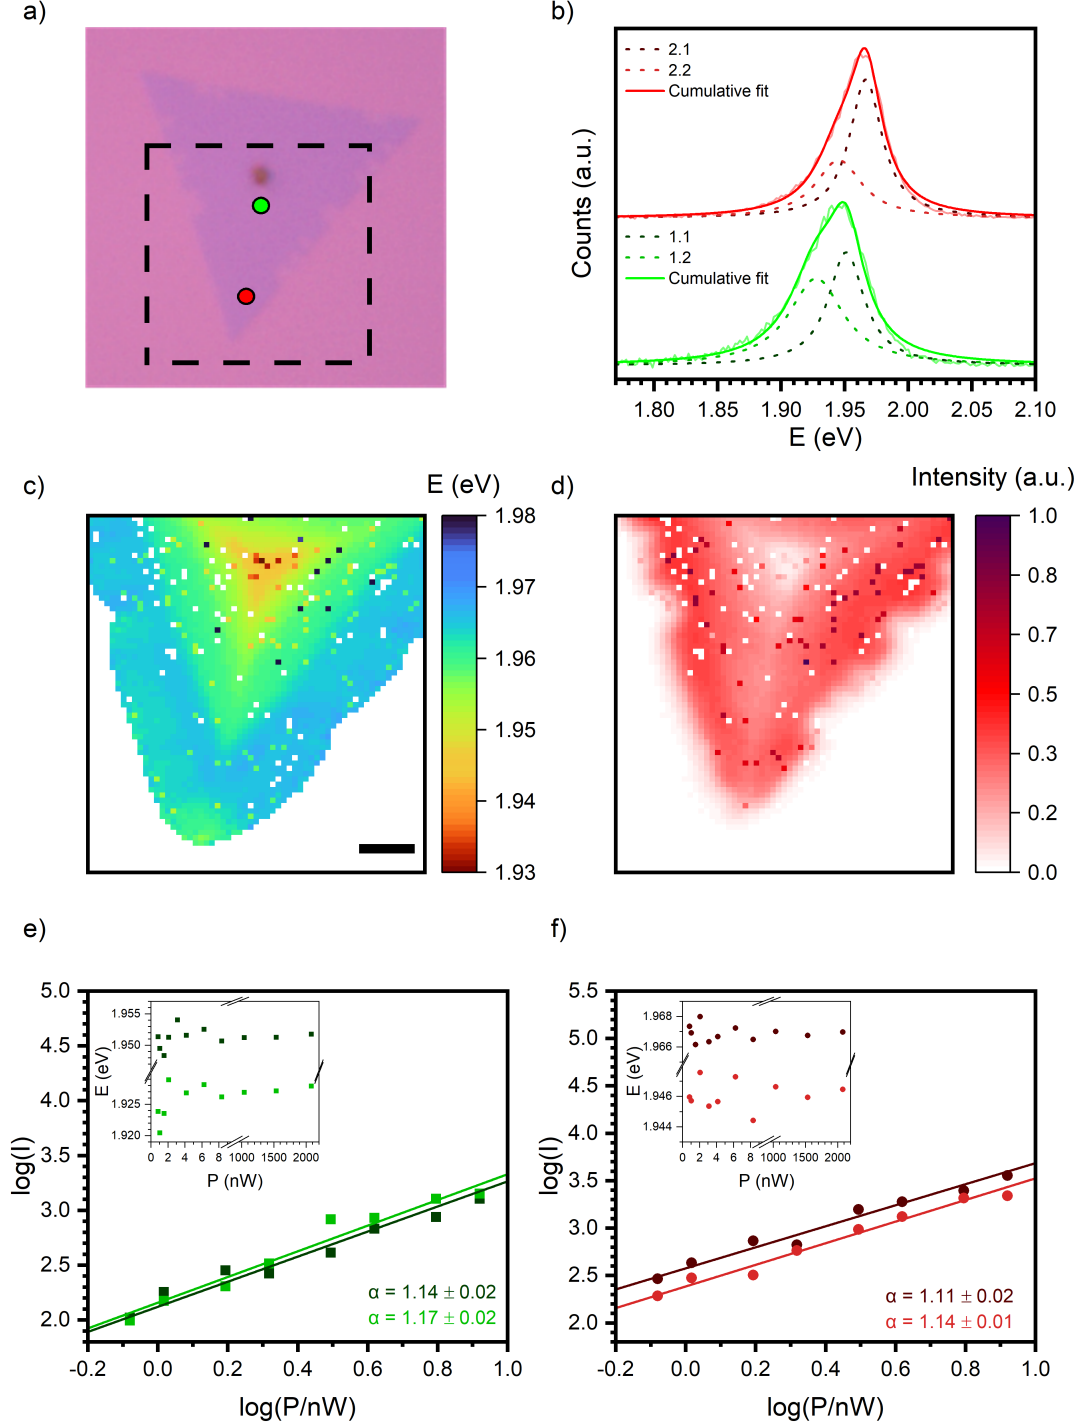 a)
b)
2.1
2.2
Cumulative fit
1.1
1.2
Cumulative fit
Counts (a.u.)
1.80 1.85 1.90 1.95 2.00 2.05 2.10
E (eV)
c)
E (eV)
1.98
1.97
1.96
1.95
1.94
1.93
d)
Intensity (a.u.)
1.0
0.8
0.7
0.5
0.3
0.2
0.0
e)
5.0
4.5
4.0
3.5
3.0
2.5
2.0
log(I)
1.955
1.950
1.925
1.920
E (eV)
0 2 4 6 8 1000 2000
P (nW)
α = 1.14 ± 0.02
α = 1.17 ± 0.02
-0.2 0.0 0.2 0.4 0.6 0.8 1.0
log(P/nW)
f)
5.5
5.0
4.5
4.0
3.5
3.0
2.5
2.0
log(I)
1.968
1.966
1.946
1.944
E (eV)
0 2 4 6 8 1000 2000
P (nW)
α = 1.11 ± 0.02
α = 1.14 ± 0.01
-0.2 0.0 0.2 0.4 0.6 0.8 1.0
log(P/nW)